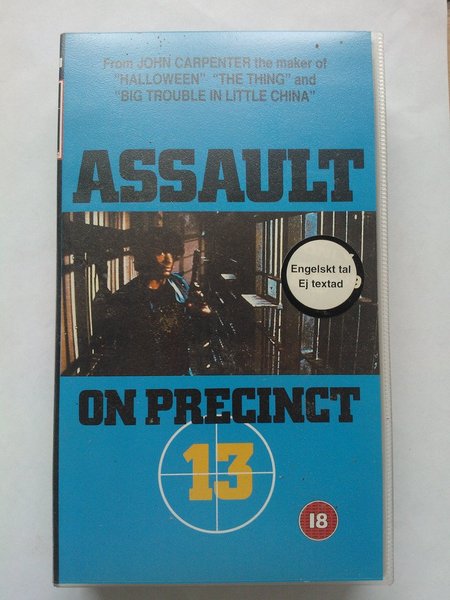 From JOHN CARPENTER the maker of
"HALLOWEEN" "THE THING" and
"BIG TROUBLE IN LITTLE CHINA"
ASSAULT
Engelskt tal
Ej textad
ON PRECINCT
13
18